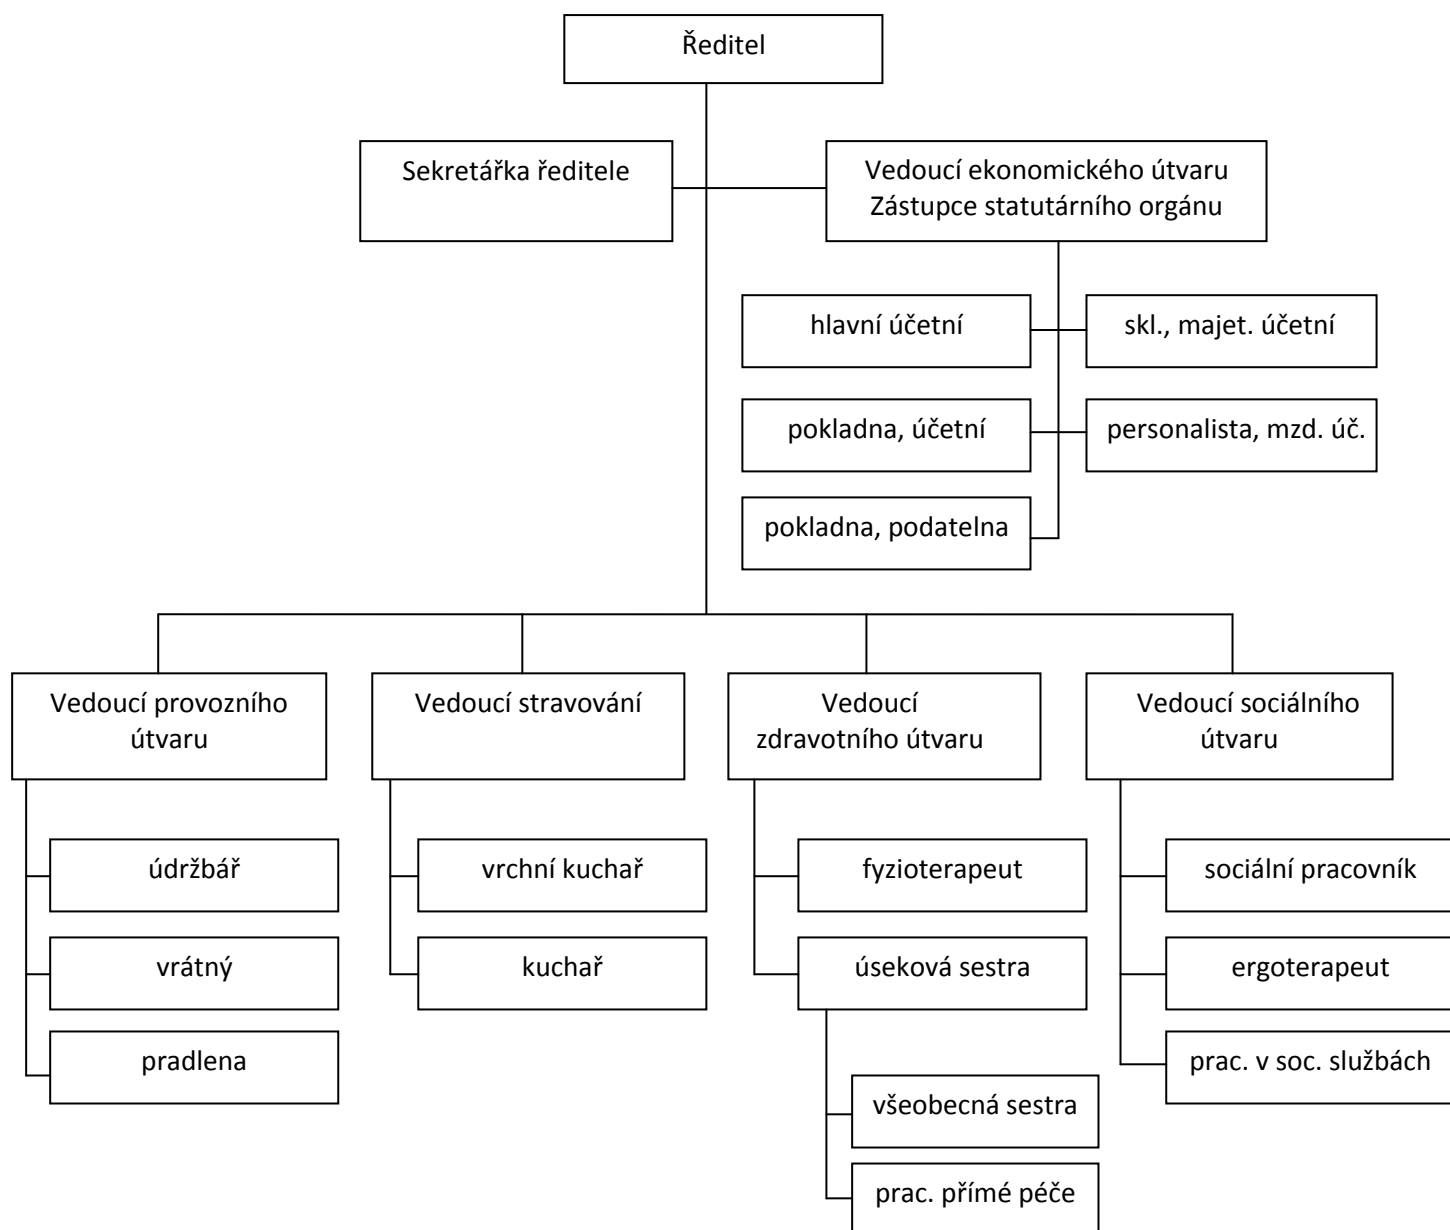 Ředitel
Sekretářka ředitele
Vedoucí ekonomického útvaru
Zástupce statutárního orgánu
hlavní účetní
skl., majet. účetní
pokladna, účetní
personalista, mzd. úč.
pokladna, podatelna
Vedoucí provozního
útvaru
Vedoucí stravování
Vedoucí
zdravotního útvaru
Vedoucí sociálního
útvaru
údržbář
vrchní kuchař
fyzioterapeut
sociální pracovník
vrátný
kuchař
úseková sestra
ergoterapeut
pradlena
prac. v soc. službách
všeobecná sestra
prac. přímé péče